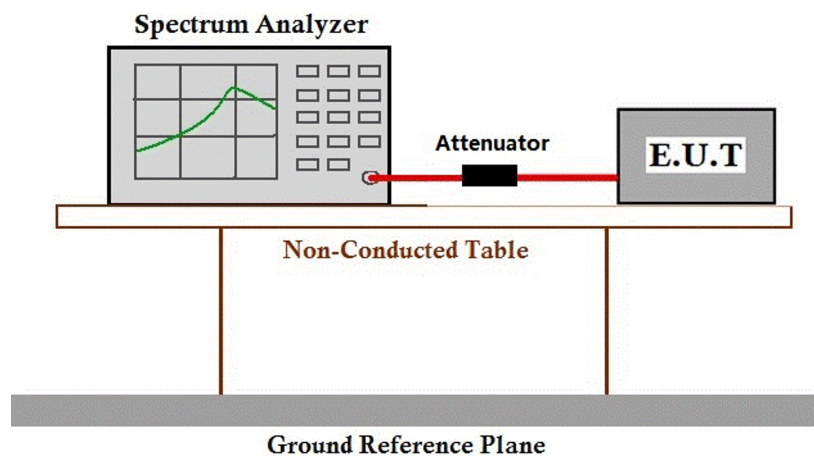 Spectrum Analyzer
Attenuator
E.U.T
Non-Conducted Table
Ground Reference Plane